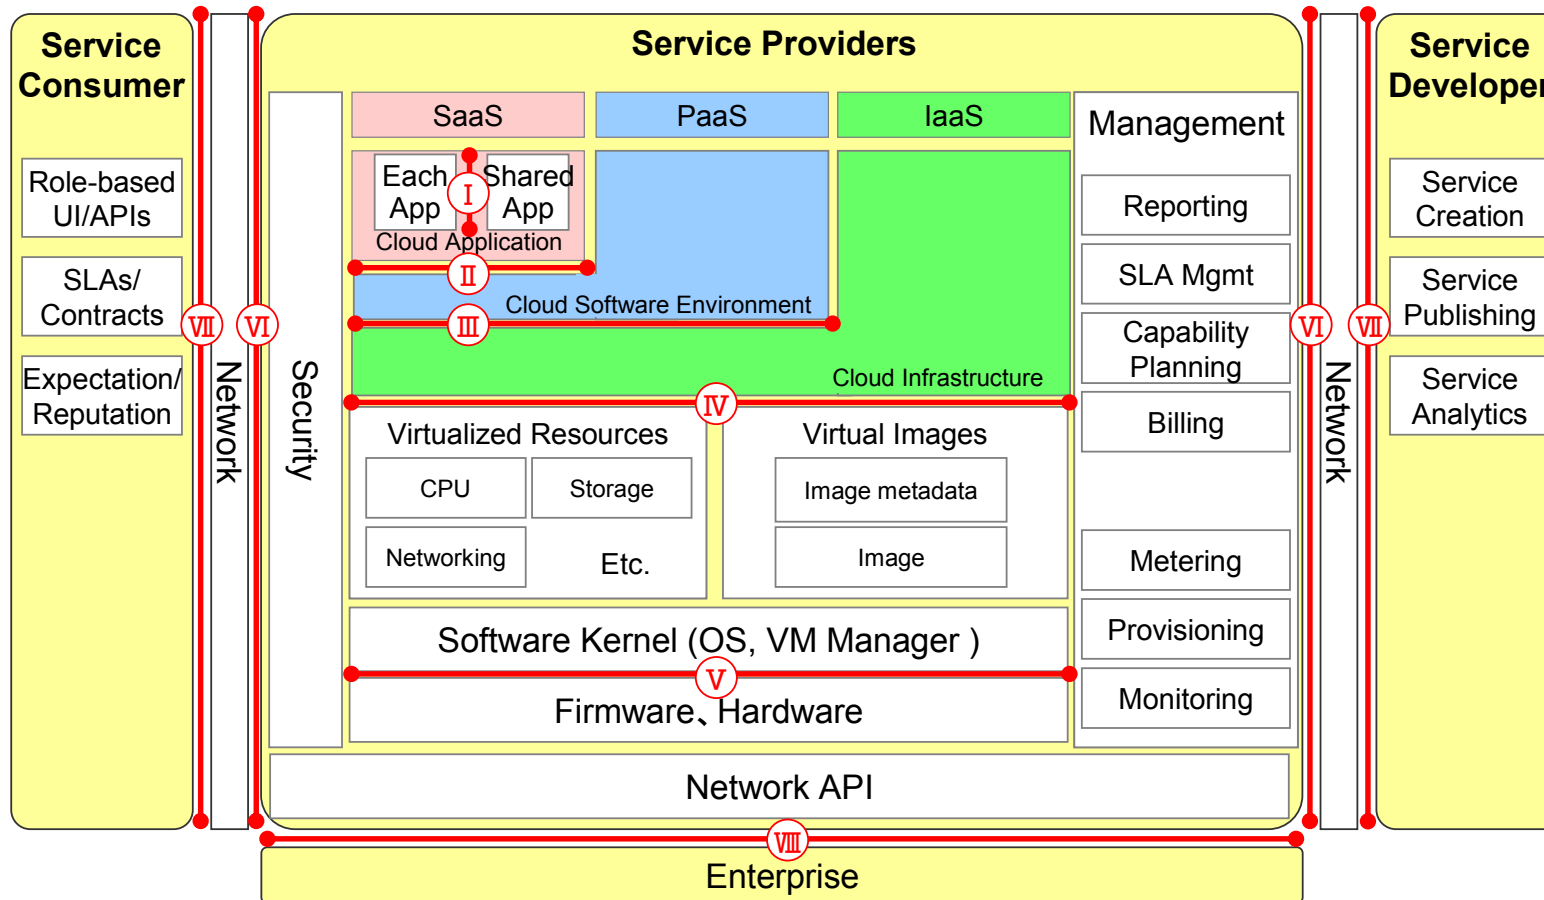 Service
Consumer
Role-based
UI/APIs
SLAs/
Contracts
Expectation/
Reputation
Ⅶ
Network
Ⅵ
Service Providers
Security
SaaS
PaaS
IaaS
Each
App
Ⅰ
Shared
App
Cloud Application
Ⅱ
Cloud Software Environment
Ⅲ
Cloud Infrastructure
Ⅳ
Virtualized Resources
CPU
Storage
Networking
Etc.
Virtual Images
Image metadata
Image
Software Kernel (OS, VM Manager )
Ⅴ
Firmware、Hardware
Management
Reporting
SLA Mgmt
Capability
Planning
Billing
Metering
Provisioning
Monitoring
Network API
Ⅷ
Enterprise
Ⅵ
Network
Ⅶ
Service
Developer
Service
Creation
Service
Publishing
Service
Analytics